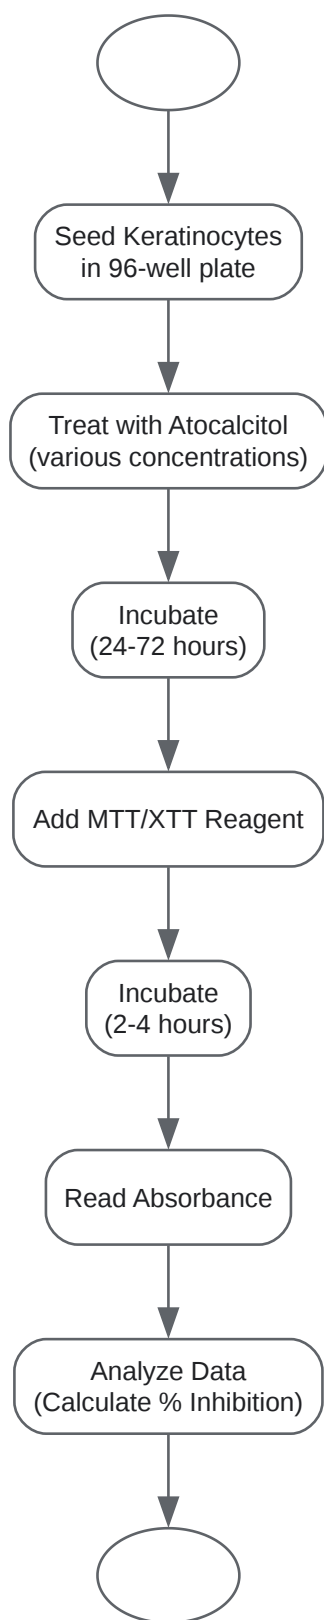 Seed Keratinocytes
in 96-well plate
Treat with Atocalcitol
(various concentrations)
Incubate
(24-72 hours)
Add MTT/XTT Reagent
Incubate
(2-4 hours)
Read Absorbance
Analyze Data
(Calculate % Inhibition)